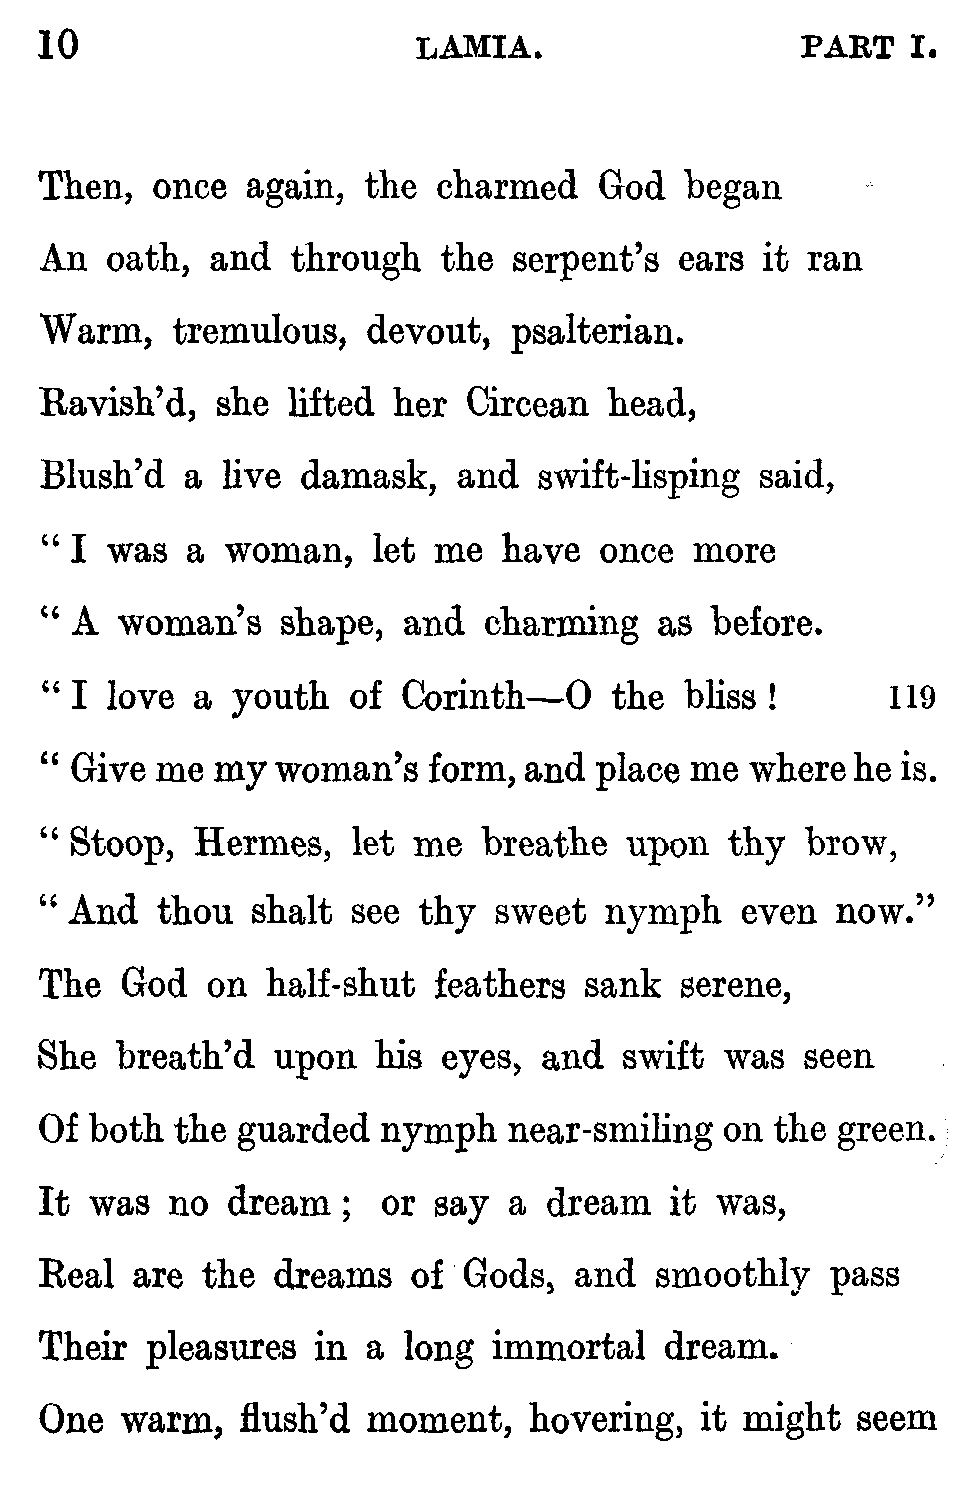 10 LAMIA. PART I.
Then, once again, the charmed God began
An oath, and through the serpent's ears it ran
Warm, tremulous, devout, psalterian.
Ravish'd, she lifted her Circean head,
Blush'd a live damask, and swift-lisping said,
“ I was a woman, let me have once more
“ A woman's shape, and charming as before.
“ I love a youth of Corinth—O the bliss ! 119
“ Give me my woman's form, and place me where he is.
“ Stoop, Hermes, let me breathe upon thy brow,
“ And thou shalt see thy sweet nymph even now.”
The God on half-shut feathers sank serene,
She breath'd upon his eyes, and swift was seen
Of both the guarded nymph near-smiling on the green.
It was no dream ; or say a dream it was,
Real are the dreams of Gods, and smoothly pass
Their pleasures in a long immortal dream.
One warm, flush'd moment, hovering, it might seem